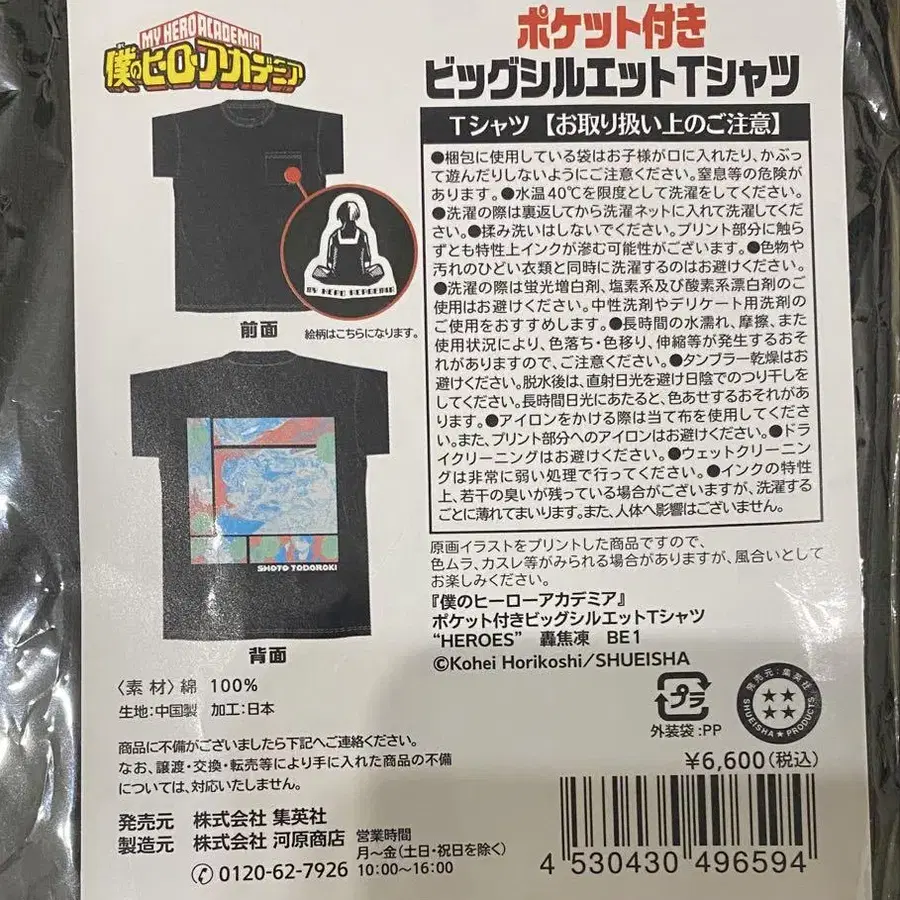 MY HERO ACADEMIA
僕のヒーローアカデミア
ポケット付き
ビッグシルエットTシャツ
Tシャツ【お取り扱い上のご注意】
●梱包に使用している袋はお子様が口に入れたり、かぶっ
て遊んだりしないようにご注意ください。窒息等の危険が
あります。●水温40℃を限度として洗濯をしてください。
●洗濯の際は裏返してから洗濯ネットに入れて洗濯してくだ
さい。●揉み洗いはしないでください。プリント部分に触ら
ずとも特性上インクが滲む可能性がございます。●色物や
汚れのひどい衣類と同時に洗濯するのはお避けください。
●洗濯の際は蛍光増白剤、塩素系及び酸素系漂白剤のご
使用はお避けください。中性洗剤やデリケート用洗剤の
ご使用をおすすめします。●長時間の水濡れ、摩擦、また
使用状況により、色落ち・色移り、伸縮等が発生するおそ
れがありますので、ご注意ください。●タンブラー乾燥はお
避けください。脱水後は、直射日光を避け日陰でのつり干しを
してください。長時間日光にあたると、色あせするおそれがあ
ります。●アイロンをかける際は当て布を使用してくださ
い。また、プリント部分へのアイロンはお避けください。●ドラ
イクリーニングはお避けください。●ウェットクリーニン
グは非常に弱い処理で行ってください。●インクの特性
上、若干の臭いが残っている場合がございますが、洗濯する
ごとに薄れてまいります。また、人体へ影響はございません。
MY HERO ACADEMIA
前面
絵柄はこちらになります。
SHOTO TODOROKI
背面
原画イラストをプリントした商品ですので、
色ムラ、カスレ等がみられる場合がありますが、風合いとして
お楽しみください。
『僕のヒーローアカデミア』
ポケット付きビッグシルエットTシャツ
“HEROES” 轟焦凍 BE1
©Kohei Horikoshi/SHUEISHA
〈素材〉綿 100%
生地:中国製 加工:日本
プラ
外装袋:PP
発売元:集英社
SHUEISHA★PRODUCTS
¥6,600(税込)
商品に不備がございましたら下記へご連絡ください。
なお、譲渡・交換・転売等により手に入れた商品の不備
については、対応いたしません。
発売元 株式会社 集英社
製造元 株式会社 河原商店
✆0120-62-7926
営業時間
月～金(土日・祝日を除く)
10:00～16:00
4 530430 496594